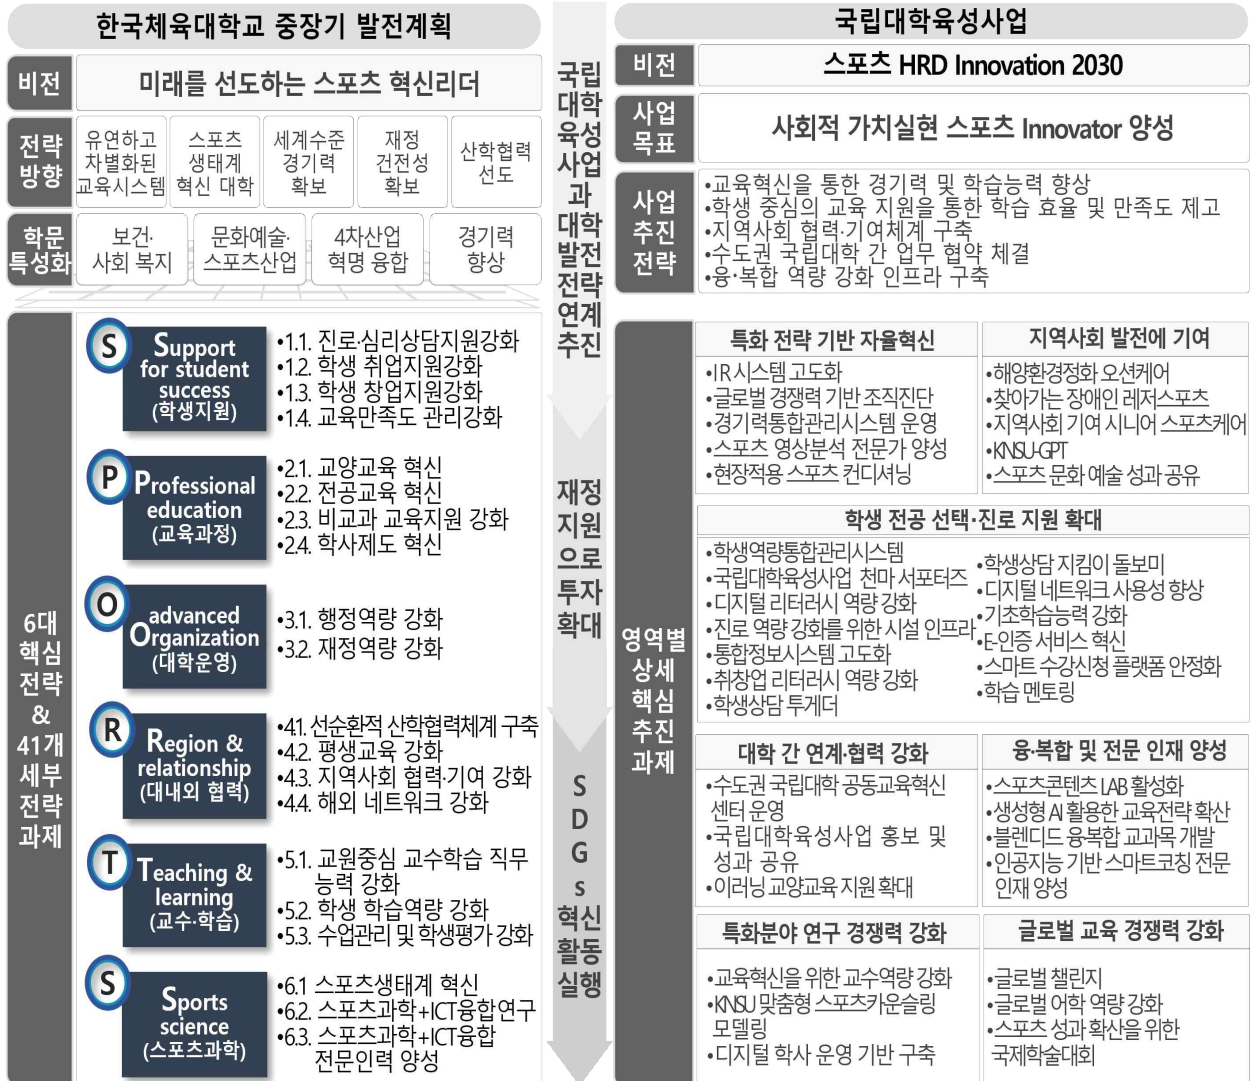 한국체육대학교 중장기 발전계획
비전
미래를 선도하는 스포츠 혁신리더
전략
방향
유연하고
차별화된
교육시스템
스포츠
생태계
혁신 대학
세계수준
경기력
확보
재정
건전성
확보
산학협력
선도
학문
특성화
보건·
사회 복지
문화예술·
스포츠산업
4차산업
혁명 융합
경기력
향상
6대
핵심
전략
&
41개
세부
전략
과제
S
Support
for student
success
(학생지원)
•1.1. 진로·심리상담지원강화
•1.2. 학생 취업지원강화
•1.3. 학생 창업지원강화
•1.4. 교육만족도 관리강화
P
Professional
education
(교육과정)
•2.1. 교양교육 혁신
•2.2. 전공교육 혁신
•2.3. 비교과 교육지원 강화
•2.4. 학사제도 혁신
O
advanced
Organization
(대학운영)
•3.1. 행정역량 강화
•3.2. 재정역량 강화
R
Region &
relationship
(대내외 협력)
•4.1. 선순환적 산학협력체계 구축
•4.2. 평생교육 강화
•4.3. 지역사회 협력·기여 강화
•4.4. 해외 네트워크 강화
T
Teaching &
learning
(교수·학습)
•5.1. 교원중심 교수학습 직무
능력 강화
•5.2. 학생 학습역량 강화
•5.3. 수업관리 및 학생평가 강화
S
Sports
science
(스포츠과학)
•6.1 스포츠생태계 혁신
•6.2. 스포츠과학+ICT융합연구
•6.3. 스포츠과학+ICT융합
전문인력 양성
국립
대학
육성
사업
과
대학
발전
전략
연계
추진
재정
지원
으로
투자
확대
S
D
G
s
혁신
활동
실행
국립대학육성사업
비전
스포츠 HRD Innovation 2030
사업
목표
사회적 가치실현 스포츠 Innovator 양성
사업
추진
전략
•교육혁신을 통한 경기력 및 학습능력 향상
•학생 중심의 교육 지원을 통한 학습 효율 및 만족도 제고
•지역사회 협력·기여체계 구축
•수도권 국립대학 간 업무 협약 체결
•융·복합 역량 강화 인프라 구축
영역별
상세
핵심
추진
과제
특화 전략 기반 자율혁신
•IR 시스템 고도화
•글로벌 경쟁력 기반 조직진단
•경기력통합관리시스템 운영
•스포츠 영상분석 전문가 양성
•현장적용 스포츠 컨디셔닝
지역사회 발전에 기여
•해양환경정화 오션케어
•찾아가는 장애인 레저스포츠
•지역사회 기여 시니어 스포츠케어
•KNSU-GPT
•스포츠 문화 예술 성과 공유
학생 전공 선택·진로 지원 확대
•학생역량통합관리시스템
•국립대학육성사업 천마 서포터즈
•디지털 리터러시 역량 강화
•진로 역량 강화를 위한 시설 인프라
•통합정보시스템 고도화
•취창업 리터러시 역량 강화
•학생상담 투게더
•학생상담 지킴이 돌보미
•디지털 네트워크 사용성 향상
•기초학습능력 강화
•E-인증 서비스 혁신
•스마트 수강신청 플랫폼 안정화
•학습 멘토링
대학 간 연계·협력 강화
•수도권 국립대학 공동교육혁신
센터 운영
•국립대학육성사업 홍보 및
성과 공유
•이러닝 교양교육 지원 확대
융·복합 및 전문 인재 양성
•스포츠콘텐츠 LAB 활성화
•생성형 AI 활용한 교육전략 확산
•블렌디드 융·복합 교과목 개발
•인공지능 기반 스마트코칭 전문
인재 양성
특화분야 연구 경쟁력 강화
•교육혁신을 위한 교수역량 강화
•KNSU 맞춤형 스포츠카운슬링
모델링
•디지털 학사 운영 기반 구축
글로벌 교육 경쟁력 강화
•글로벌 챌린지
•글로벌 어학 역량 강화
•스포츠 성과 확산을 위한
국제학술대회